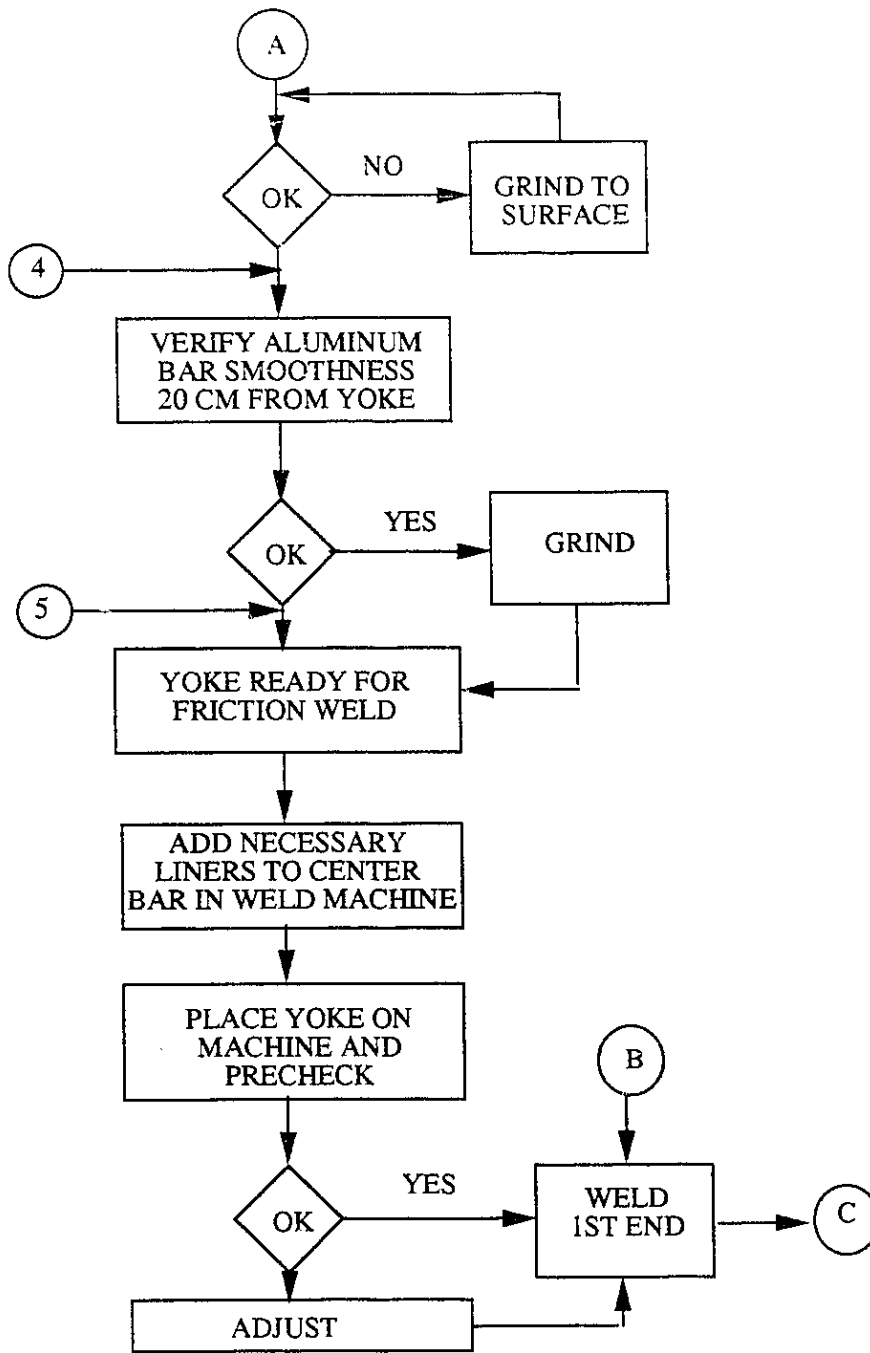 A
NO
OK
GRIND TO
SURFACE
4
VERIFY ALUMINUM
BAR SMOOTHNESS
20 CM FROM YOKE
YES
OK
GRIND
5
YOKE READY FOR
FRICTION WELD
ADD NECESSARY
LINERS TO CENTER
BAR IN WELD MACHINE
PLACE YOKE ON
MACHINE AND
PRECHECK
B
YES
OK
WELD
1ST END
C
ADJUST